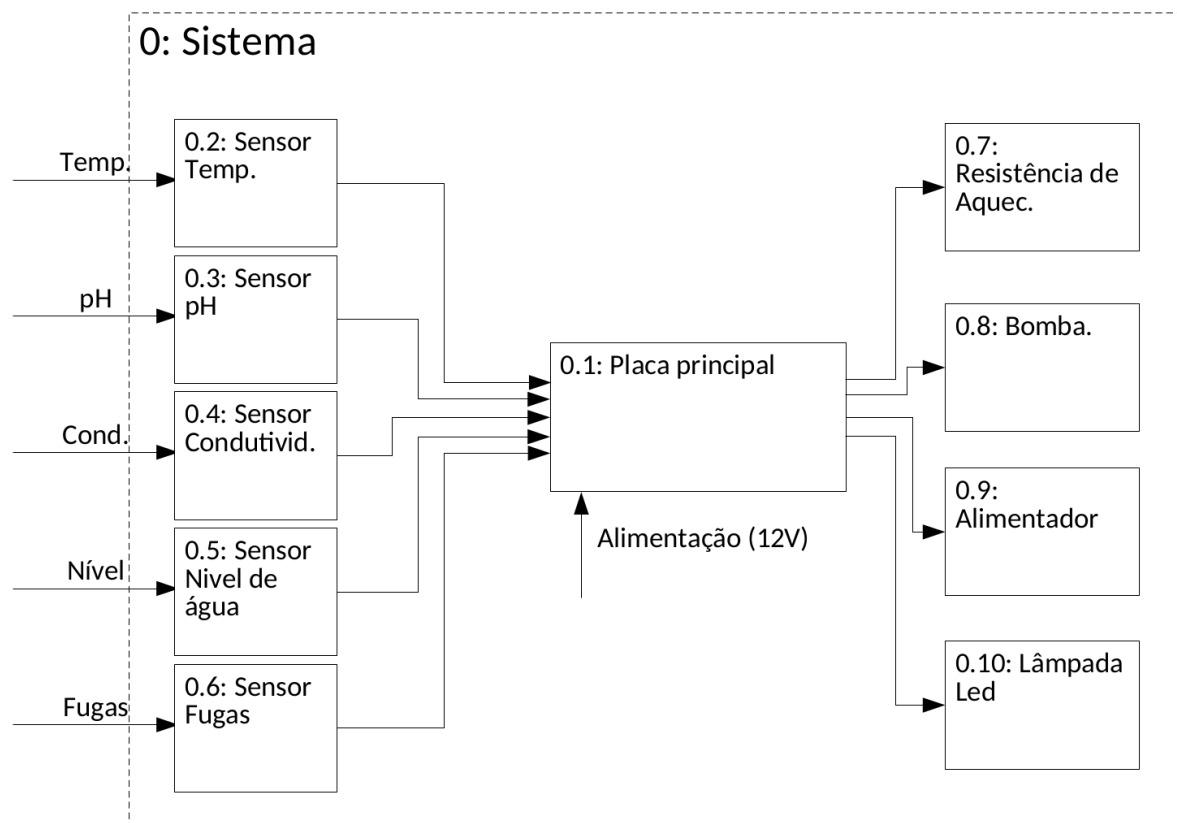 0: Sistema
Temp.
0.2: Sensor
Temp.
pH
0.3: Sensor
pH
Cond.
0.4: Sensor
Condutivid.
Nível
0.5: Sensor
Nivel de
água
Fugas
0.6: Sensor
Fugas
0.1: Placa principal
Alimentação (12V)
0.7:
Resistência de
Aquec.
0.8: Bomba.
0.9:
Alimentador
0.10: Lâmpada
Led